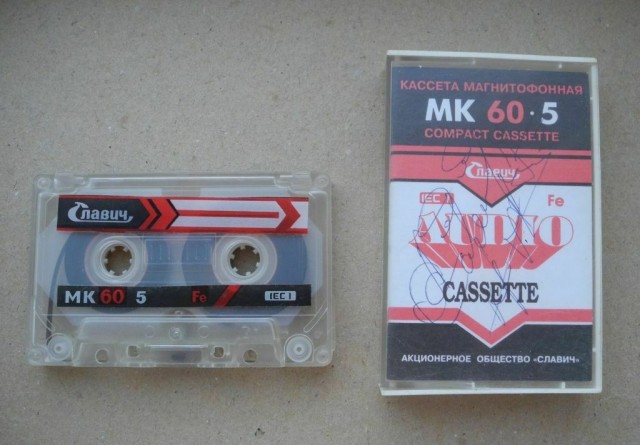 Славич
МК 60 5
Fe
IEC I
КАССЕТА МАГНИТОФОННАЯ
МК 60·5
COMPACT CASSETTE
Славич
IEC I
Fe
AUDIO
CASSETTE
АКЦИОНЕРНОЕ ОБЩЕСТВО «СЛАВИЧ»